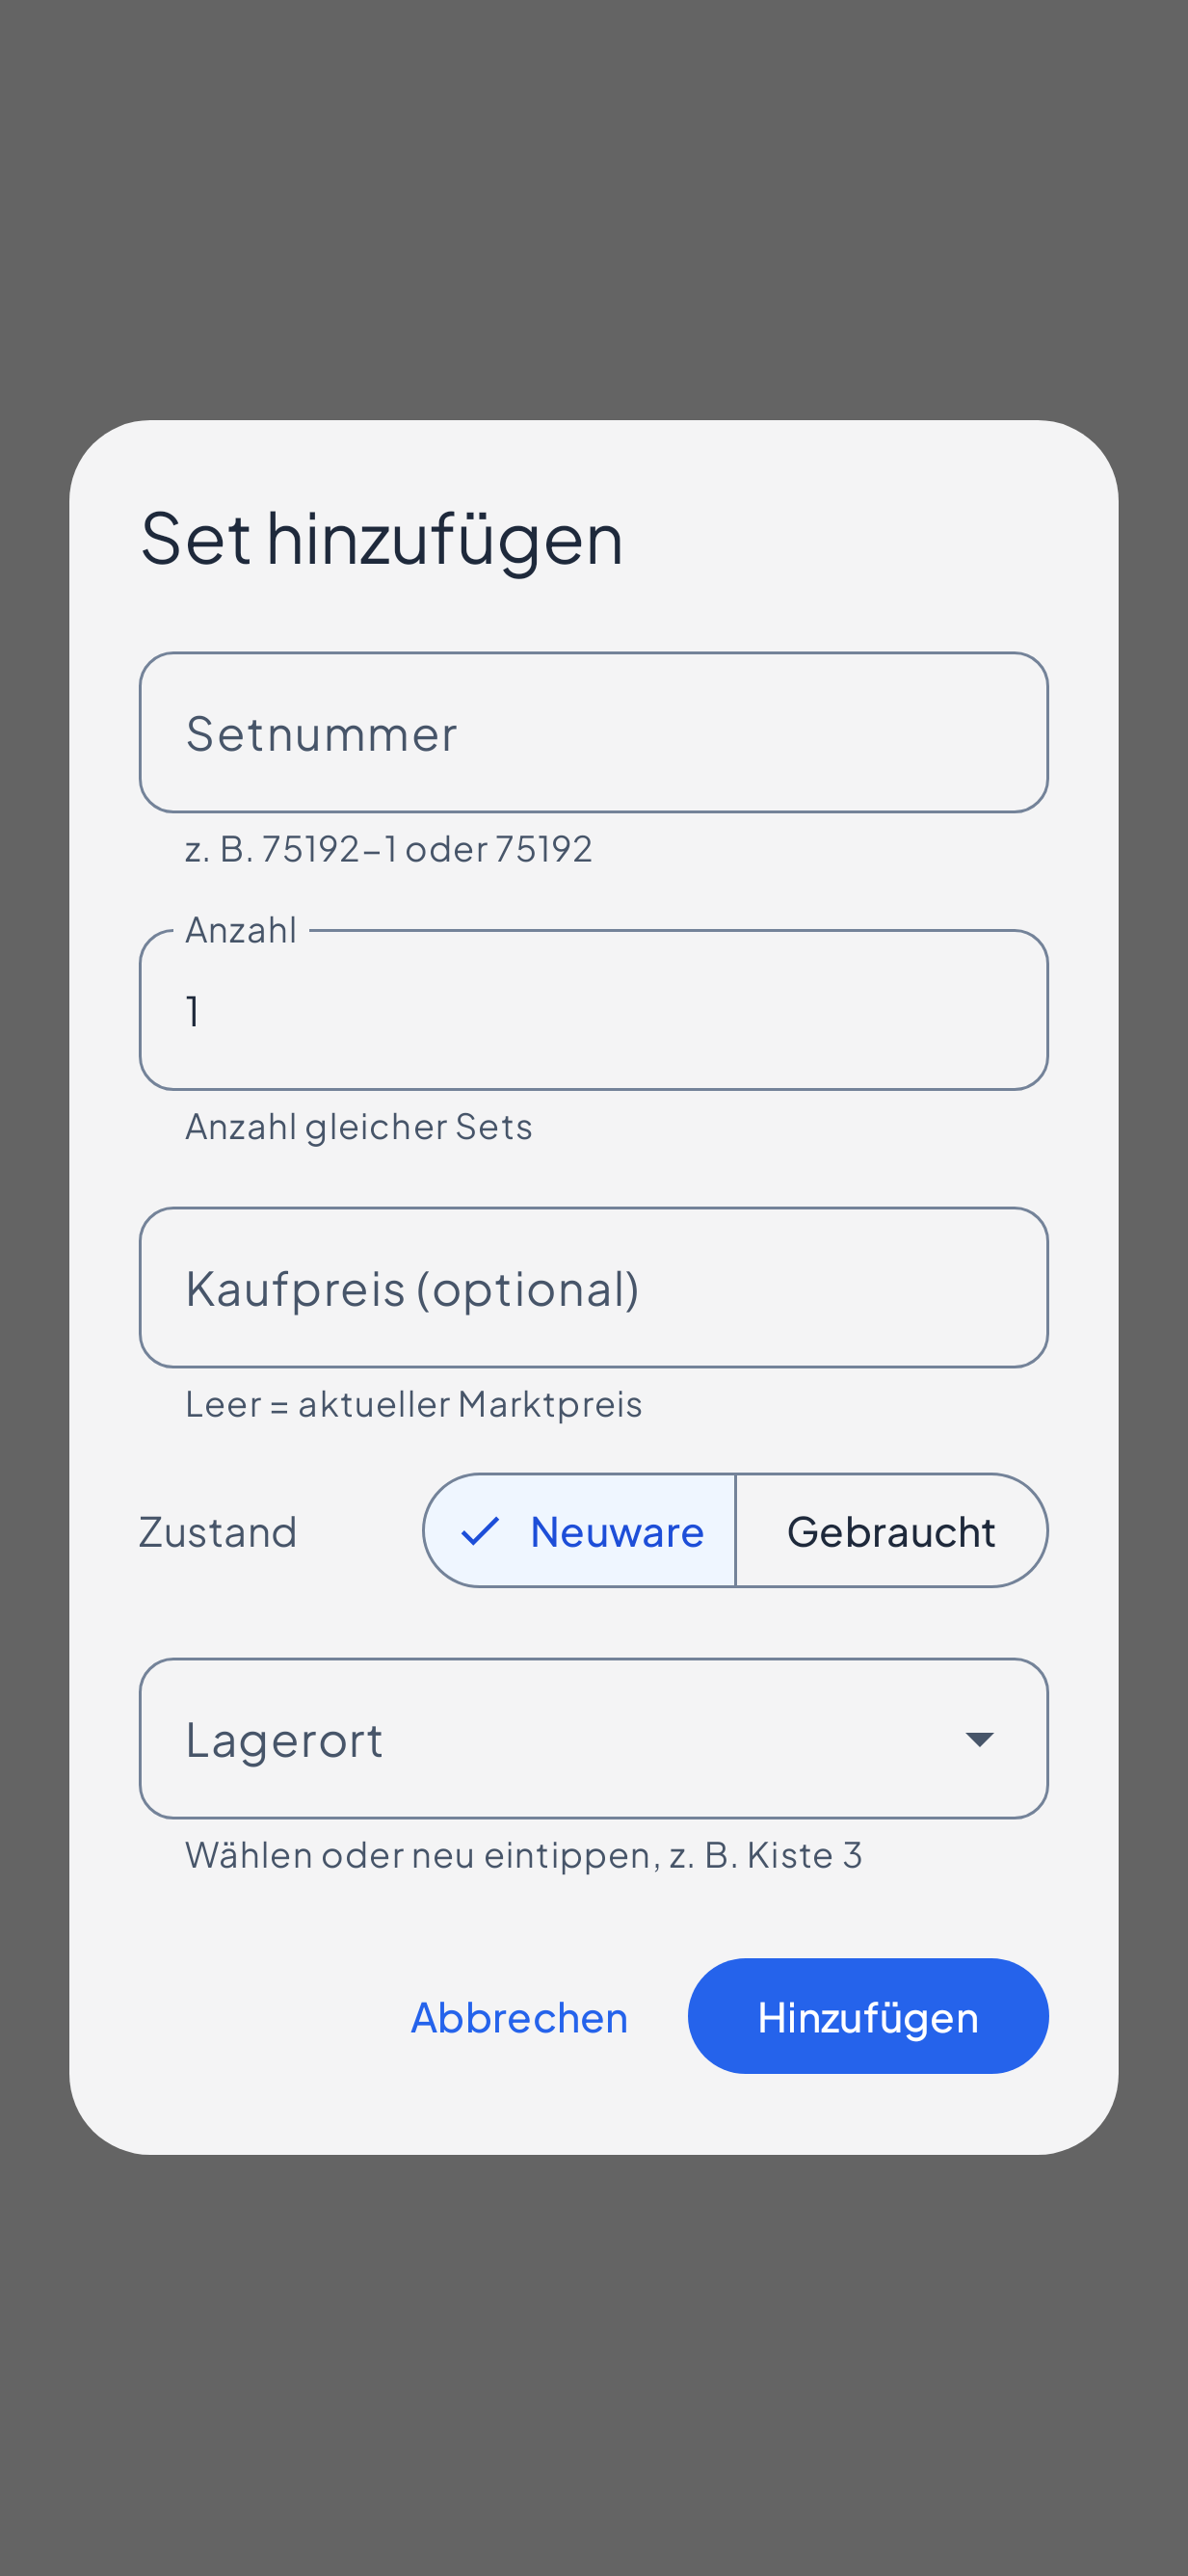 Set hinzufügen
Setnummer
z. B. 75192–1 oder 75192
Anzahl
1
Anzahl gleicher Sets
Kaufpreis (optional)
Leer = aktueller Marktpreis
Zustand Neuware Gebraucht
Lagerort
Wählen oder neu eintippen, z. B. Kiste 3
Abbrechen Hinzufügen